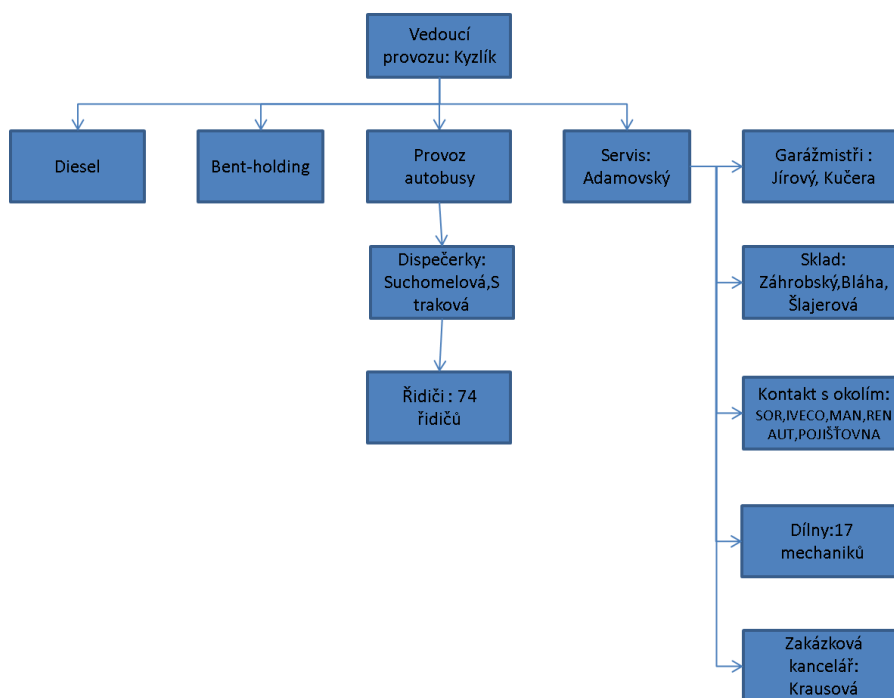 Vedoucí
provozu: Kyzlík
Diesel
Bent-holding
Provoz
autobusy
Servis:
Adamovský
Garážmistři :
Jírový, Kučera
Dispečerky:
Suchomelová,S
traková
Sklad:
Záhrobský,Bláha,
Šlajerová
Řidiči : 74
řidičů
Kontakt s okolím:
SOR,IVECO,MAN,REN
AUT,POJIŠŤOVNA
Dílny:17
mechaniků
Zakázková
kancelář:
Krausová